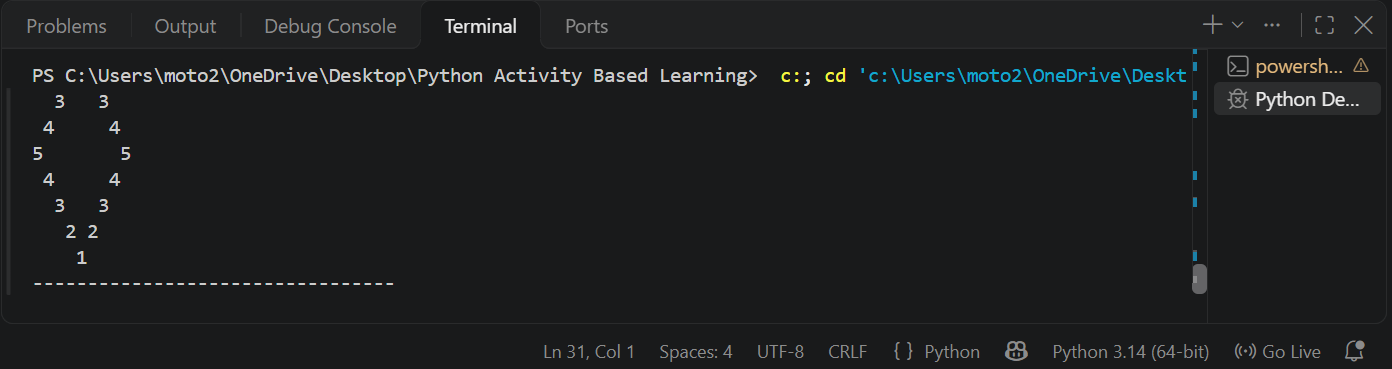 Problems Output Debug Console Terminal Ports
PS C:\Users\moto2\OneDrive\Desktop\Python Activity Based Learning>  c:; cd 'c:\Users\moto2\OneDrive\Deskt
  3   3
 4     4
5       5
 4     4
  3   3
   2 2
    1
---------------------------------
powersh...
Python De...
Ln 31, Col 1 Spaces: 4 UTF-8 CRLF { } Python Python 3.14 (64-bit) Go Live